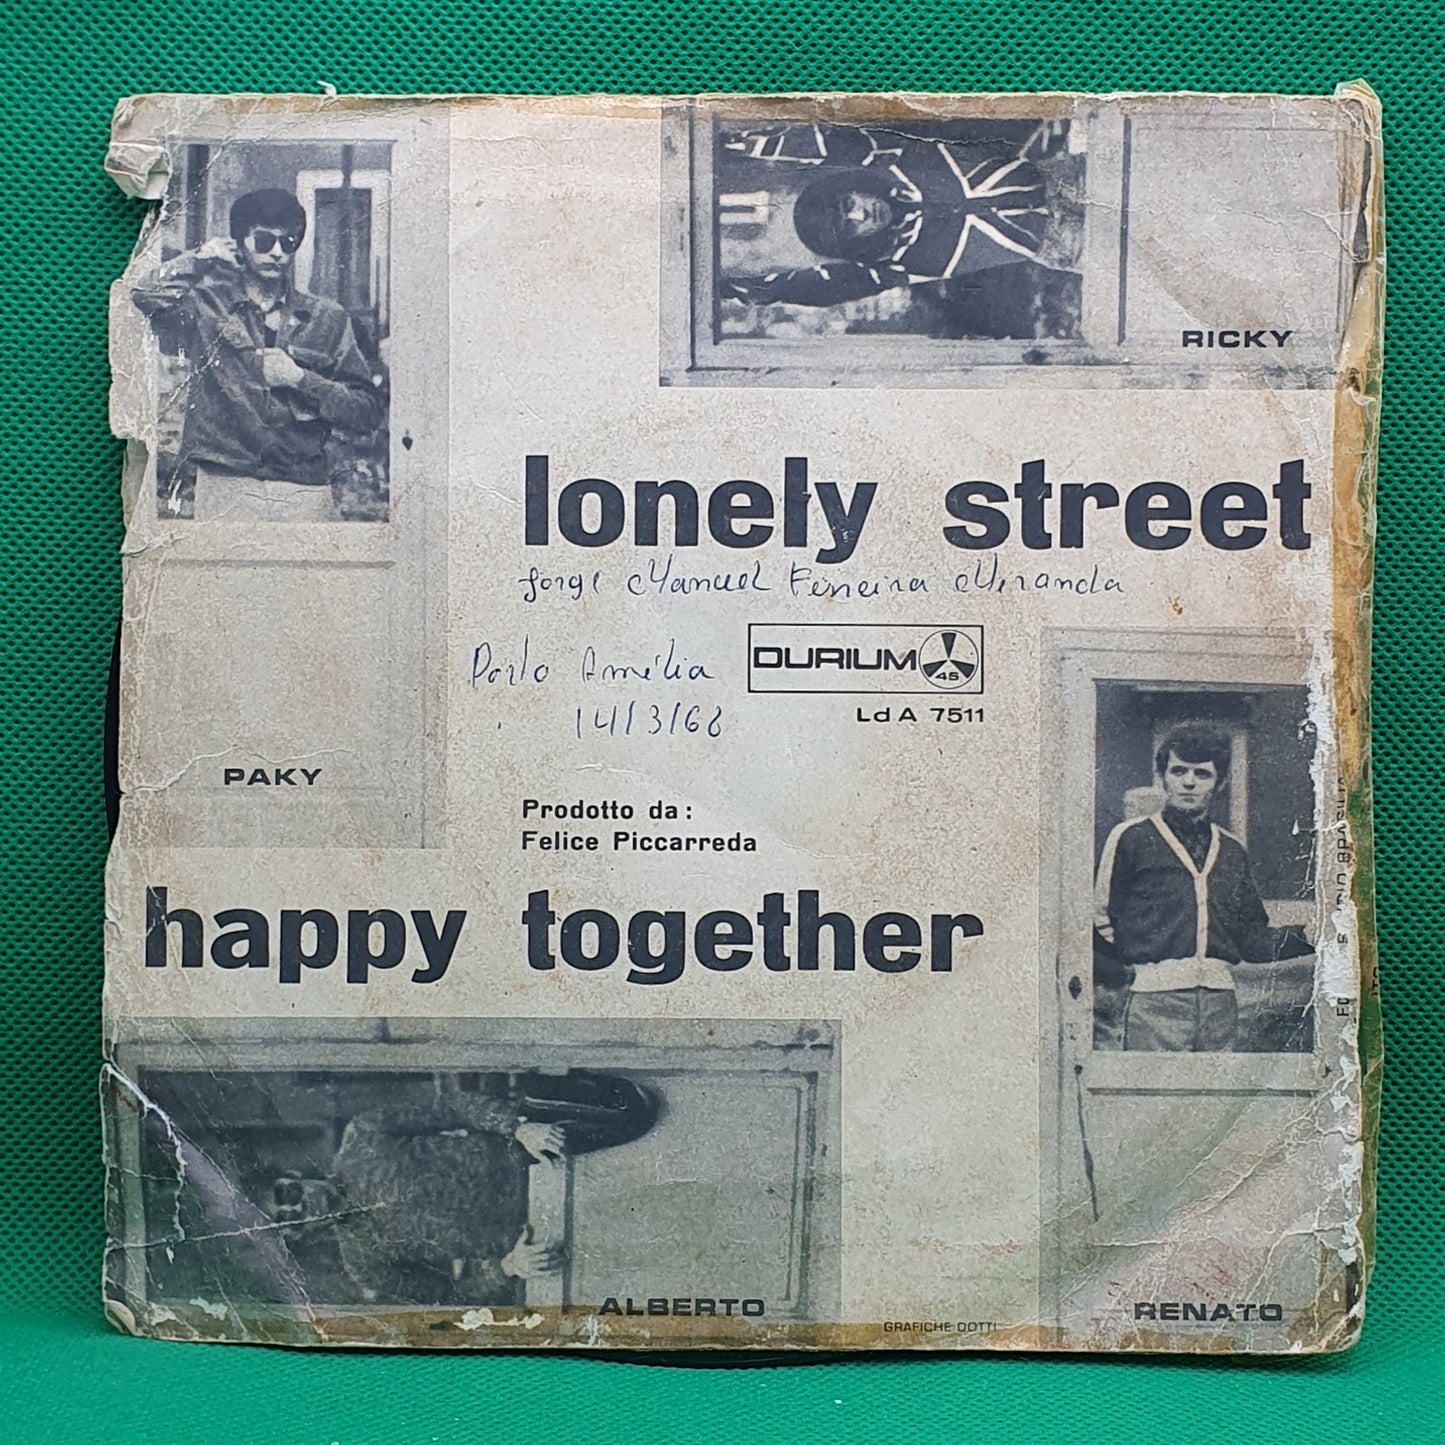 RICKY
lonely street
Jorge Manuel Ferreira Miranda
DURIUM
45
Porto Amélia
Ld A 7511
14/3/68
PAKY
Prodotto da:
Felice Piccarreda
happy together
ALBERTO
GRAFICHE DOTTI
RENATO